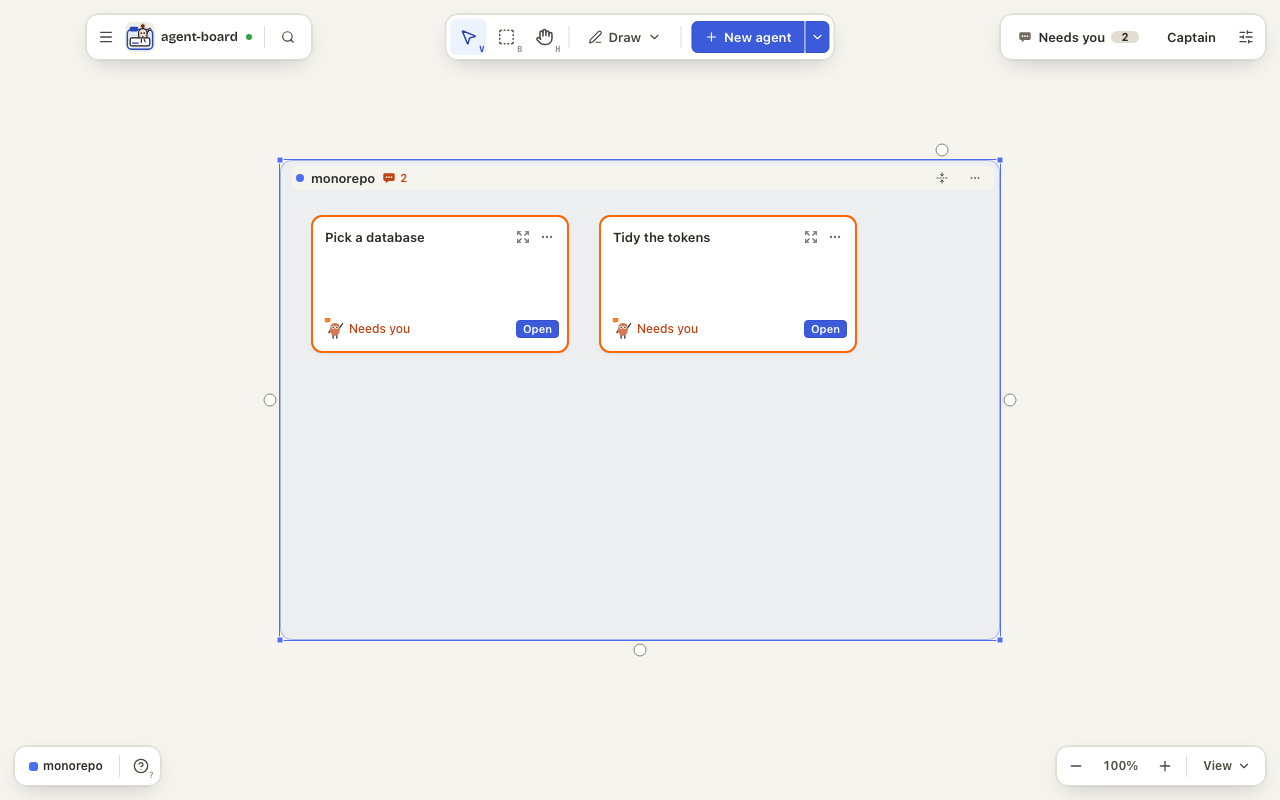 agent-board
V
B
H
Draw
New agent
Needs you 2
Captain
monorepo 2
Pick a database
Tidy the tokens
Needs you
Open
Needs you
Open
monorepo
?
100%
View